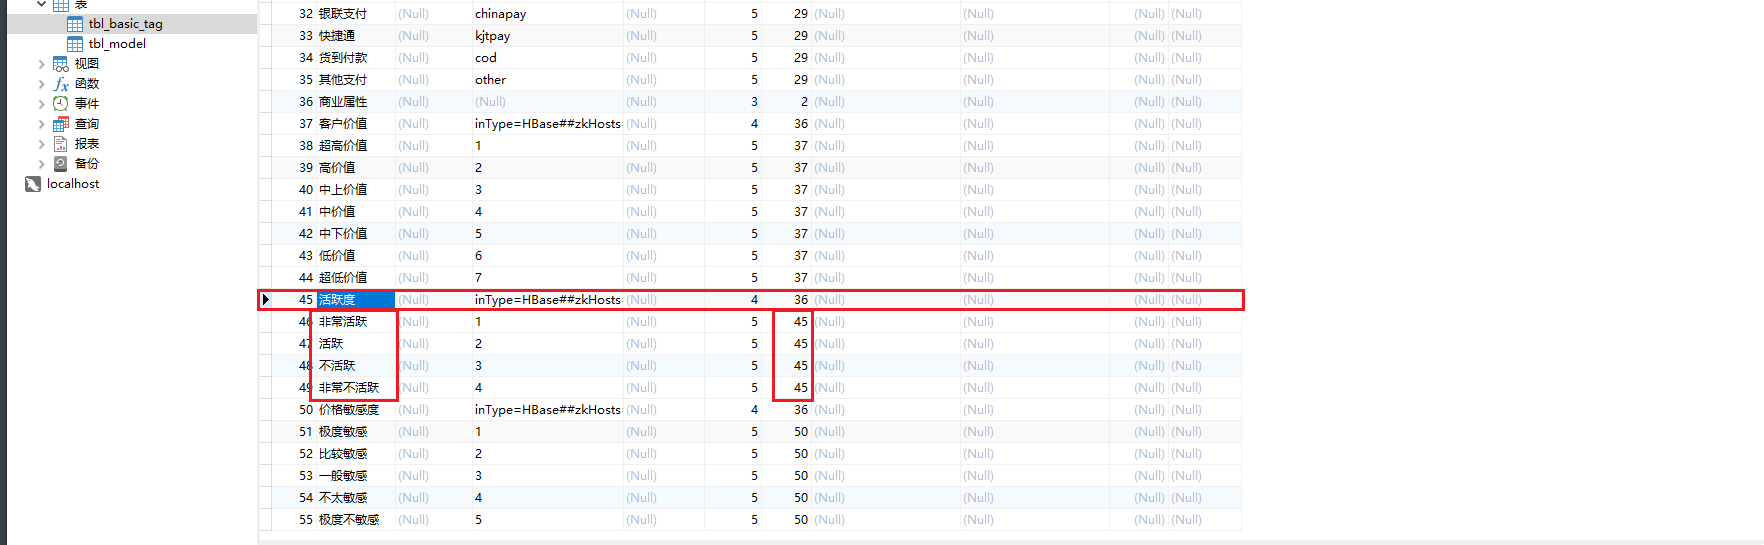 表
tbl_basic_tag
tbl_model
视图
函数
事件
查询
报表
备份
localhost
32 银联支付 (Null) chinapay (Null) 5 29 (Null) (Null) (Null) (Null)
33 快捷通 (Null) kjtpay (Null) 5 29 (Null) (Null) (Null) (Null)
34 货到付款 (Null) cod (Null) 5 29 (Null) (Null) (Null) (Null)
35 其他支付 (Null) other (Null) 5 29 (Null) (Null) (Null) (Null)
36 商业属性 (Null) (Null) (Null) 3 2 (Null) (Null) (Null) (Null)
37 客户价值 (Null) inType=HBase##zkHosts (Null) 4 36 (Null) (Null) (Null) (Null)
38 超高价值 (Null) 1 (Null) 5 37 (Null) (Null) (Null) (Null)
39 高价值 (Null) 2 (Null) 5 37 (Null) (Null) (Null) (Null)
40 中上价值 (Null) 3 (Null) 5 37 (Null) (Null) (Null) (Null)
41 中价值 (Null) 4 (Null) 5 37 (Null) (Null) (Null) (Null)
42 中下价值 (Null) 5 (Null) 5 37 (Null) (Null) (Null) (Null)
43 低价值 (Null) 6 (Null) 5 37 (Null) (Null) (Null) (Null)
44 超低价值 (Null) 7 (Null) 5 37 (Null) (Null) (Null) (Null)
45 活跃度 (Null) inType=HBase##zkHosts (Null) 4 36 (Null) (Null) (Null) (Null)
46 非常活跃 (Null) 1 (Null) 5 45 (Null) (Null) (Null) (Null)
47 活跃 (Null) 2 (Null) 5 45 (Null) (Null) (Null) (Null)
48 不活跃 (Null) 3 (Null) 5 45 (Null) (Null) (Null) (Null)
49 非常不活跃 (Null) 4 (Null) 5 45 (Null) (Null) (Null) (Null)
50 价格敏感度 (Null) inType=HBase##zkHosts (Null) 4 36 (Null) (Null) (Null) (Null)
51 极度敏感 (Null) 1 (Null) 5 50 (Null) (Null) (Null) (Null)
52 比较敏感 (Null) 2 (Null) 5 50 (Null) (Null) (Null) (Null)
53 一般敏感 (Null) 3 (Null) 5 50 (Null) (Null) (Null) (Null)
54 不太敏感 (Null) 4 (Null) 5 50 (Null) (Null) (Null) (Null)
55 极度不敏感 (Null) 5 (Null) 5 50 (Null) (Null) (Null) (Null)